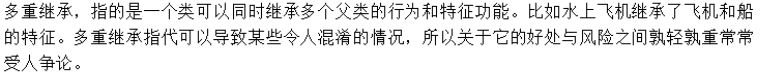 多重继承，指的是一个类可以同时继承多个父类的行为和特征功能。比如水上飞机继承了飞机和船
的特征。多重继承指代可以导致某些令人混淆的情况，所以关于它的好处与风险之间孰轻孰重常常
受人争论。